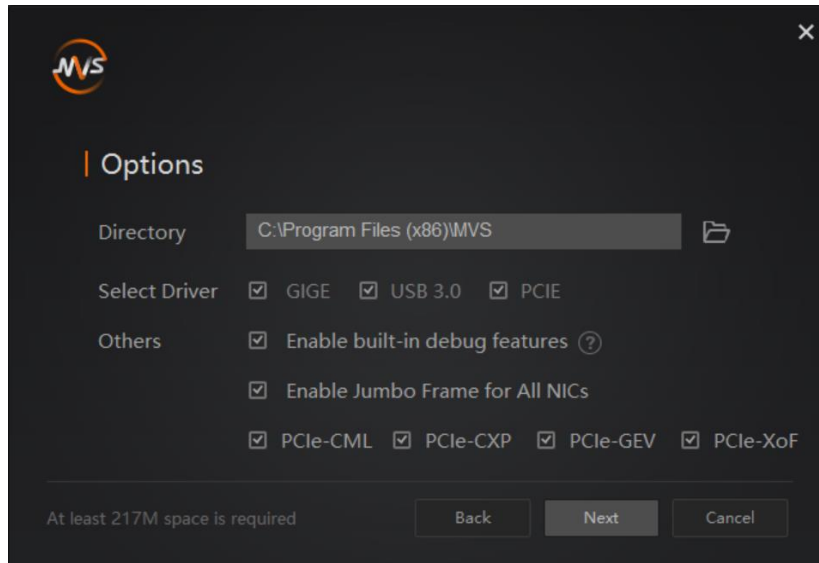 MVS
Options
Directory C:\Program Files (x86)\MVS
Select Driver GIGE USB 3.0 PCIE
Others Enable built-in debug features ?
Enable Jumbo Frame for All NICs
PCIe-CML PCIe-CXP PCIe-GEV PCIe-XoF
At least 217M space is required Back Next Cancel